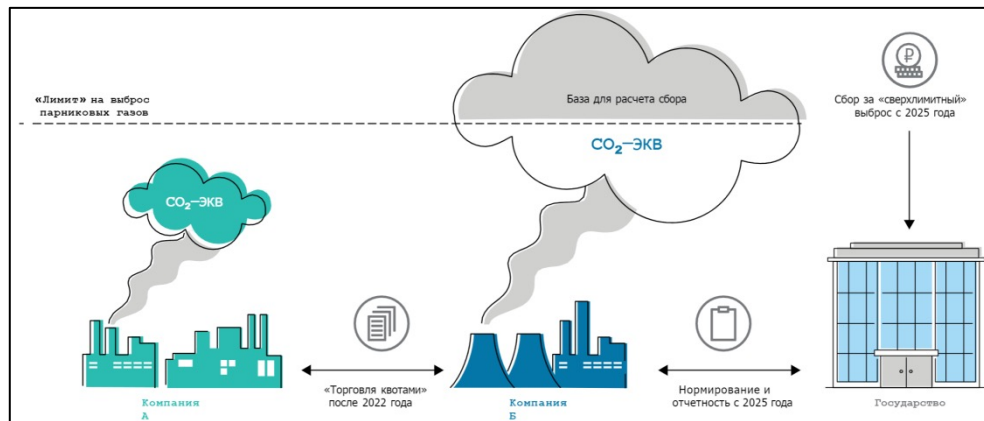 «Лимит» на выброс
парниковых газов
База для расчета сбора
Сбор за «сверхлимитный»
выброс с 2025 года
CO₂—ЭКВ
CO₂—ЭКВ
«Торговля квотами»
после 2022 года
Нормирование и
отчетность с 2025 года
Компания
А
Компания
Б
Государство